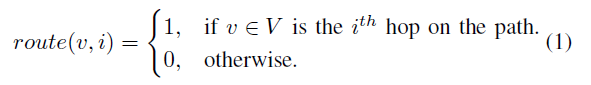 route(v, i) = { 1, if v ∈ V is the i^th hop on the path.
0, otherwise. (1)